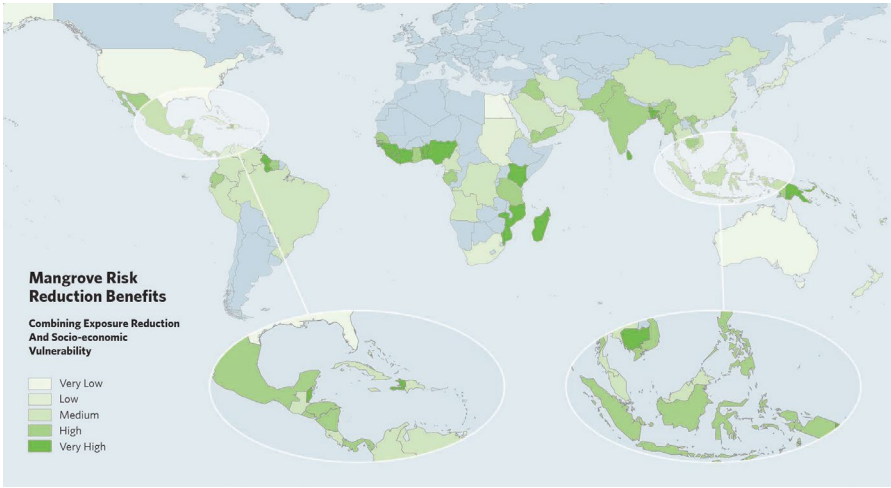 Mangrove Risk
Reduction Benefits
Combining Exposure Reduction
And Socio-economic
Vulnerability
Very Low
Low
Medium
High
Very High